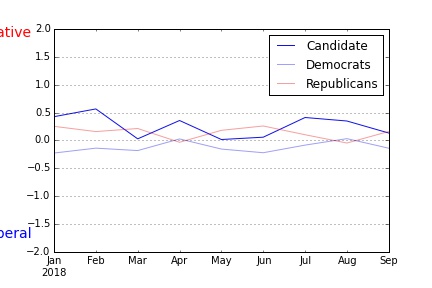 ative
2.0
1.5
1.0
0.5
0.0
−0.5
−1.0
−1.5
−2.0
beral
Candidate
Democrats
Republicans
Jan Feb Mar Apr May Jun Jul Aug Sep
2018